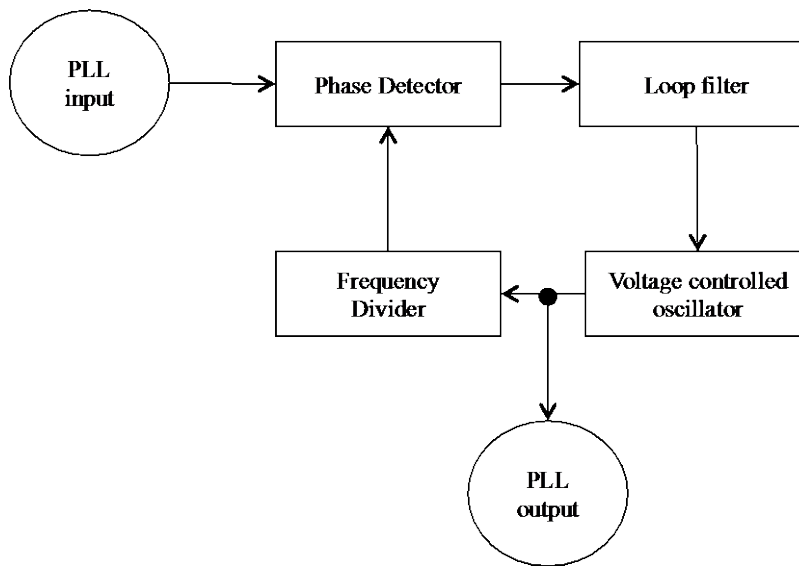 PLL
input
Phase Detector
Loop filter
Frequency
Divider
Voltage controlled
oscillator
PLL
output